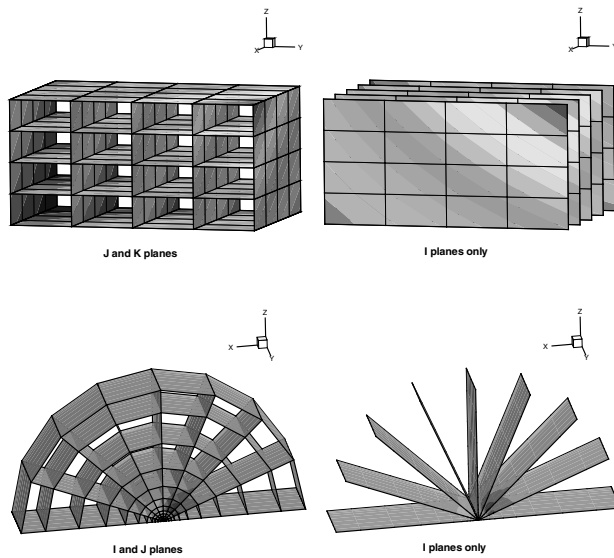 Z
X
Y
Z
X
Y
J and K planes
I planes only
Z
X
Y
Z
X
Y
I and J planes
I planes only